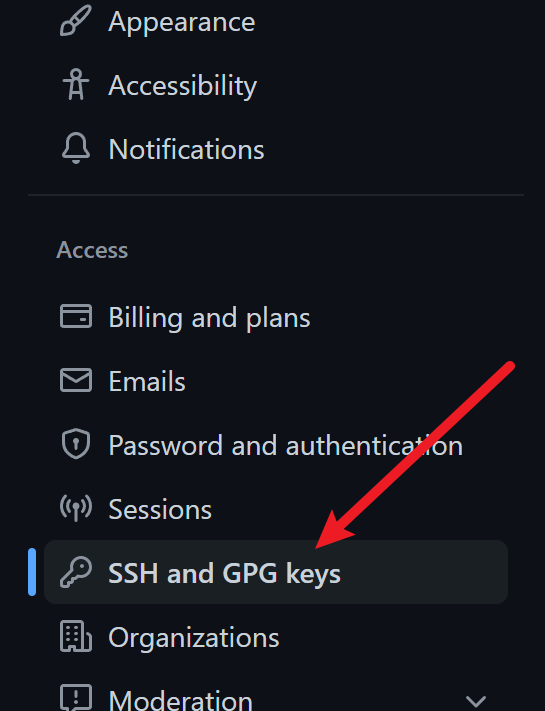 Appearance
Accessibility
Notifications
Access
Billing and plans
Emails
Password and authentication
Sessions
SSH and GPG keys
Organizations
Moderation